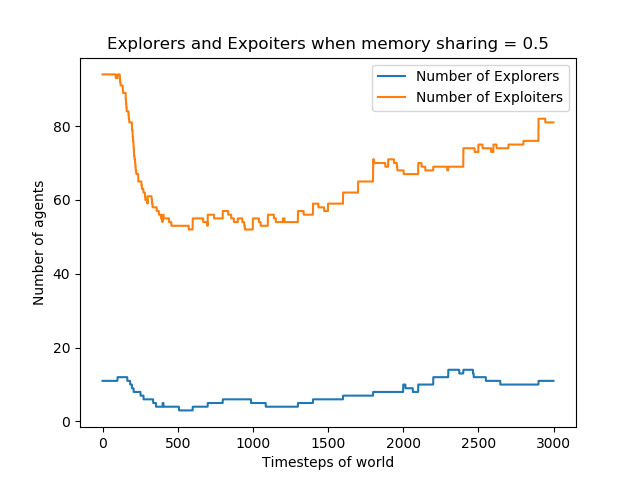 Explorers and Expoiters when memory sharing = 0.5
Number of Explorers
Number of Exploiters
Number of agents
80
60
40
20
0
0 500 1000 1500 2000 2500 3000
Timesteps of world